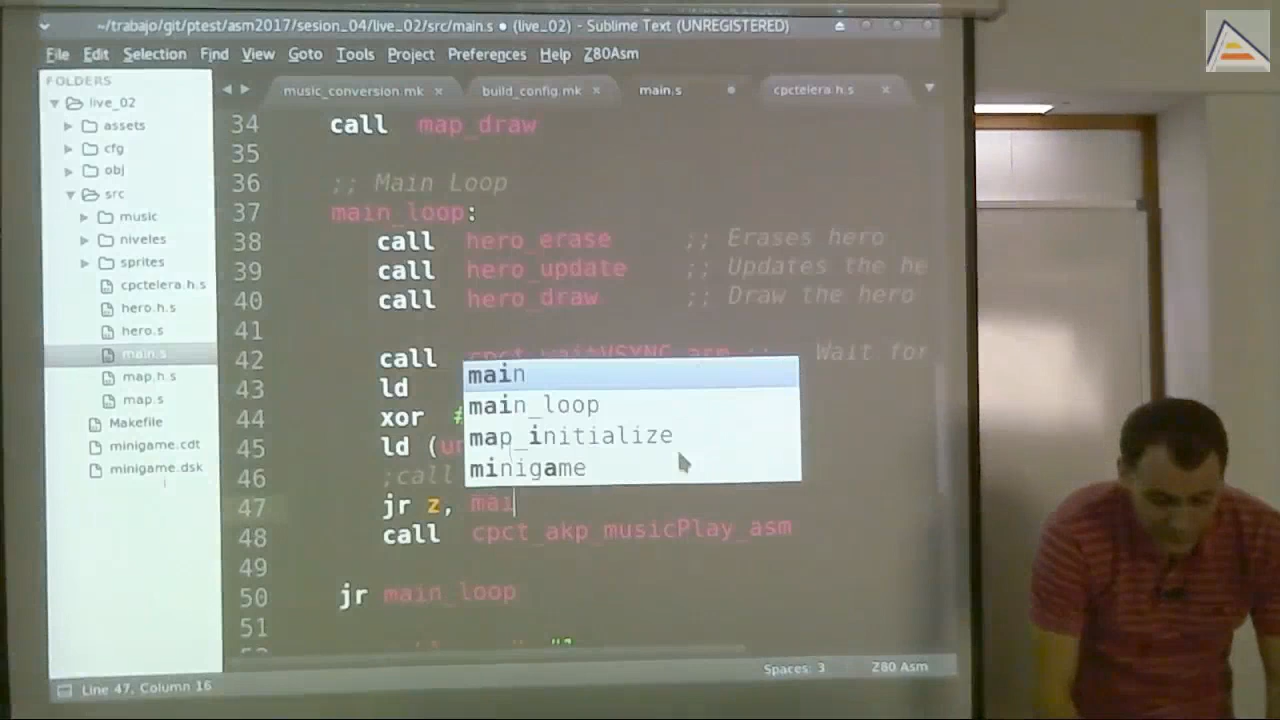 ~/trabajo/git/ptest/asm2017/sesion_04/live_02/src/main.s • (live_02) - Sublime Text (UNREGISTERED)
File Edit Selection Find View Goto Tools Project Preferences Help Z80Asm
FOLDERS
live_02
assets
cfg
obj
src
music
niveles
sprites
cpctelera.h.s
hero.h.s
hero.s
main.s
map.h.s
map.s
Makefile
minigame.cdt
minigame.dsk
music_conversion.mk × build_config.mk × main.s • cpctelera.h.s ×
34 call map_draw
35
36 ;; Main Loop
37 main_loop:
38 call hero_erase ;; Erases hero
39 call hero_update ;; Updates the he
40 call hero_draw ;; Draw the hero
41
42 call cpct_waitVSYNC_asm ;; Wait for
43 ld
44 xor #
45 ld (
46 ;call
47 jr z, mai
48 call cpct_akp_musicPlay_asm
49
50 jr main_loop
51
main
main_loop
map_initialize
minigame
Line 47, Column 16
Spaces: 3
Z80 Asm